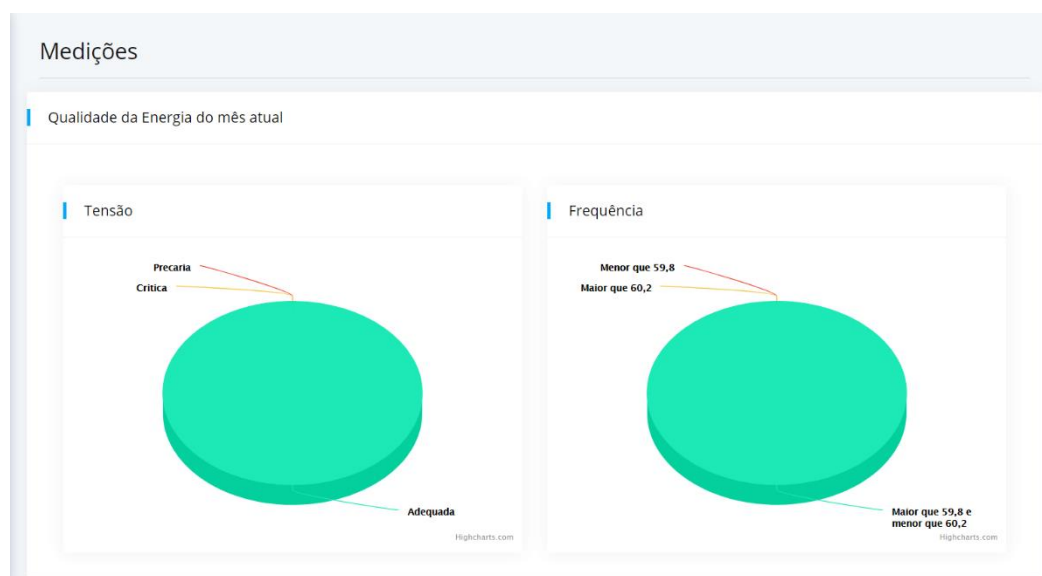 Medições
Qualidade da Energia do mês atual
Tensão
Precaria
Critica
Adequada
Highcharts.com
Frequência
Menor que 59,8
Maior que 60,2
Maior que 59,8 e
menor que 60,2
Highcharts.com